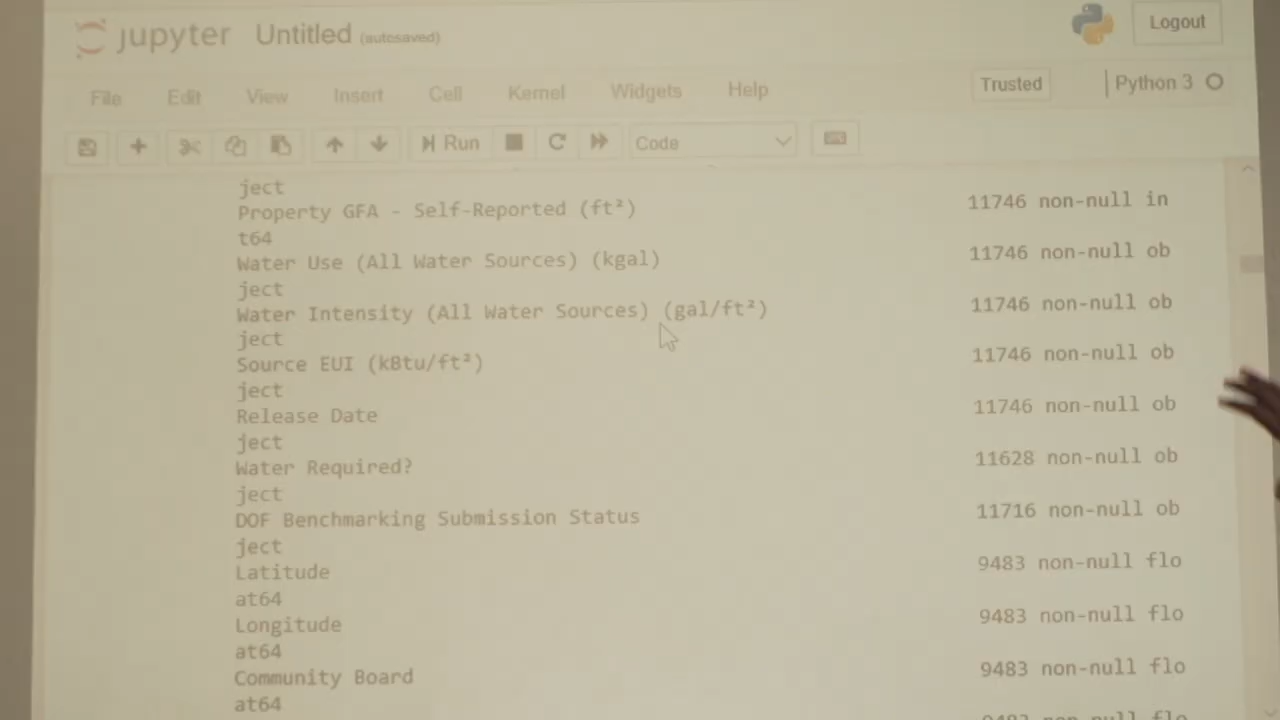 jupyter Untitled (autosaved) Logout
File Edit View Insert Cell Kernel Widgets Help Trusted Python 3
Run Code
ject
Property GFA - Self-Reported (ft²) 11746 non-null in
t64
Water Use (All Water Sources) (kgal) 11746 non-null ob
ject
Water Intensity (All Water Sources) (gal/ft²) 11746 non-null ob
ject
Source EUI (kBtu/ft²) 11746 non-null ob
ject
Release Date 11746 non-null ob
ject
Water Required? 11628 non-null ob
ject
DOF Benchmarking Submission Status 11716 non-null ob
ject
Latitude 9483 non-null flo
at64
Longitude 9483 non-null flo
at64
Community Board 9483 non-null flo
at64
9483 non-null flo